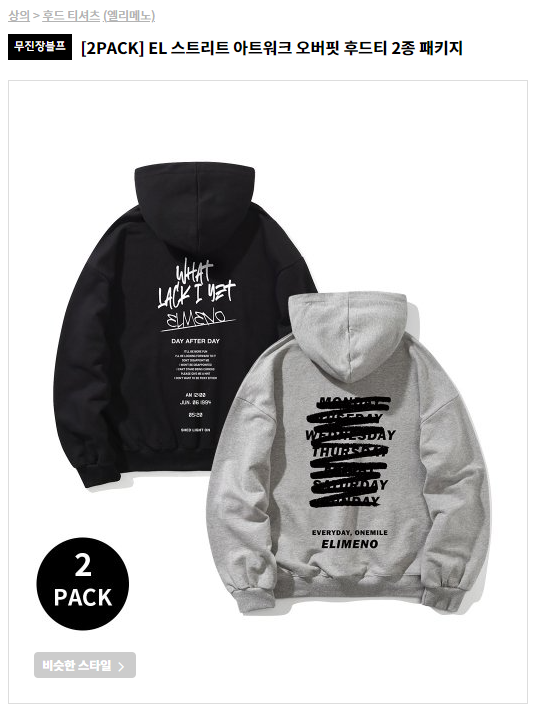 상의 > 후드 티셔츠 (엘리메노)
무진장블프 [2PACK] EL 스트리트 아트워크 오버핏 후드티 2종 패키지
WHAT
LACK I YET
ELIMENO
DAY AFTER DAY
AM 12:00
JUN. 06 1994
05:20
SHED LIGHT ON
MONDAY
TUESDAY
WEDNESDAY
THURSDAY
SATURDAY
SUNDAY
EVERYDAY, ONEMILE
ELIMENO
2
PACK
비슷한 스타일 >